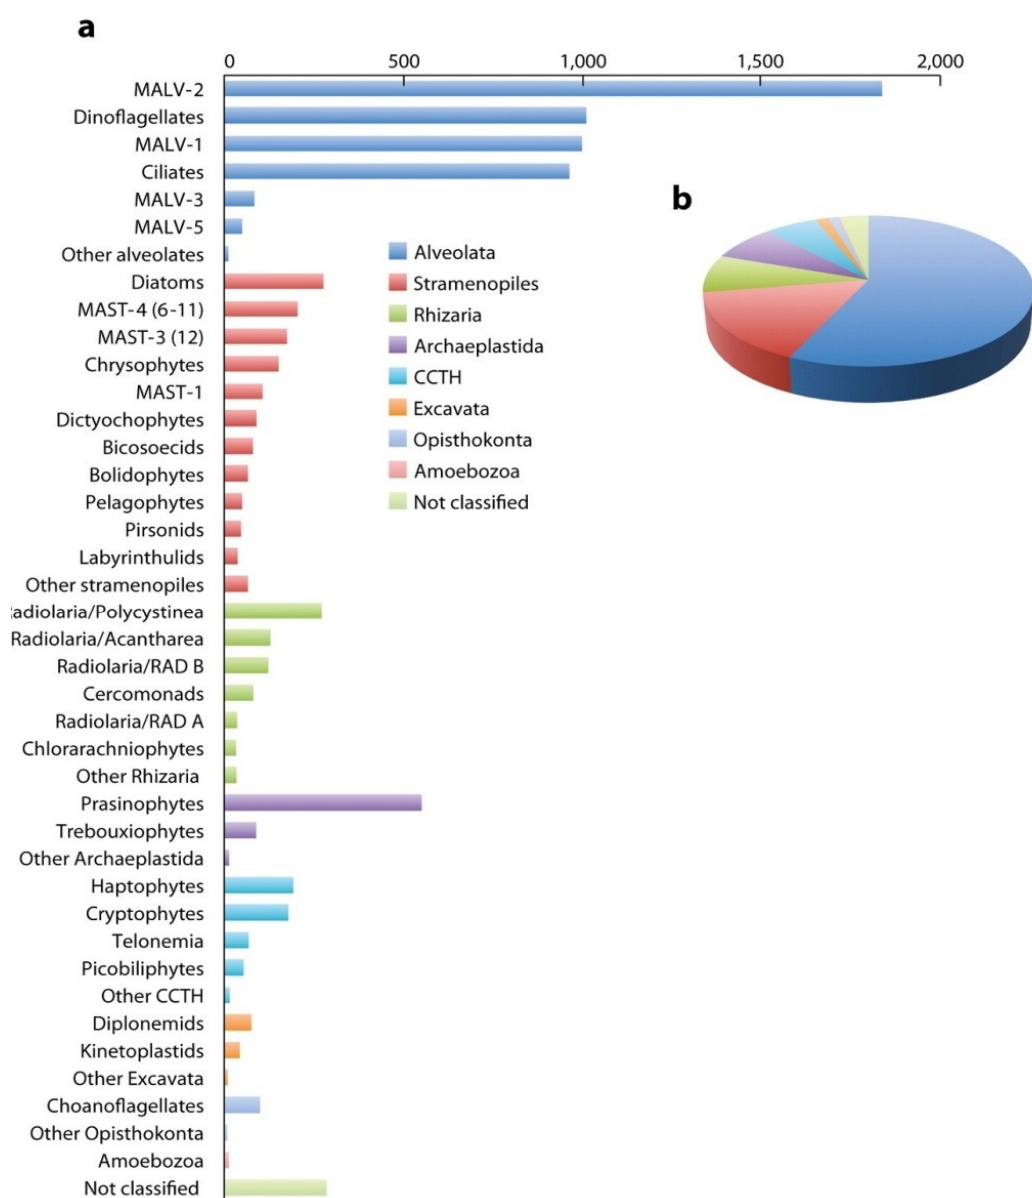 a
0 500 1,000 1,500 2,000
MALV-2
Dinoflagellates
MALV-1
Ciliates
MALV-3
MALV-5
Other alveolates
Diatoms
MAST-4 (6-11)
MAST-3 (12)
Chrysophytes
MAST-1
Dictyochophytes
Bicosoecids
Bolidophytes
Pelagophytes
Pirsonids
Labyrinthulids
Other stramenopiles
adiolaria/Polycystinea
Radiolaria/Acantharea
Radiolaria/RAD B
Cercomonads
Radiolaria/RAD A
Chlorarachniophytes
Other Rhizaria
Prasinophytes
Trebouxiophytes
Other Archaeplastida
Haptophytes
Cryptophytes
Telonemia
Picobiliphytes
Other CCTH
Diplonemids
Kinetoplastids
Other Excavata
Choanoflagellates
Other Opisthokonta
Amoebozoa
Not classified
Alveolata
Stramenopiles
Rhizaria
Archaeplastida
CCTH
Excavata
Opisthokonta
Amoebozoa
Not classified
b